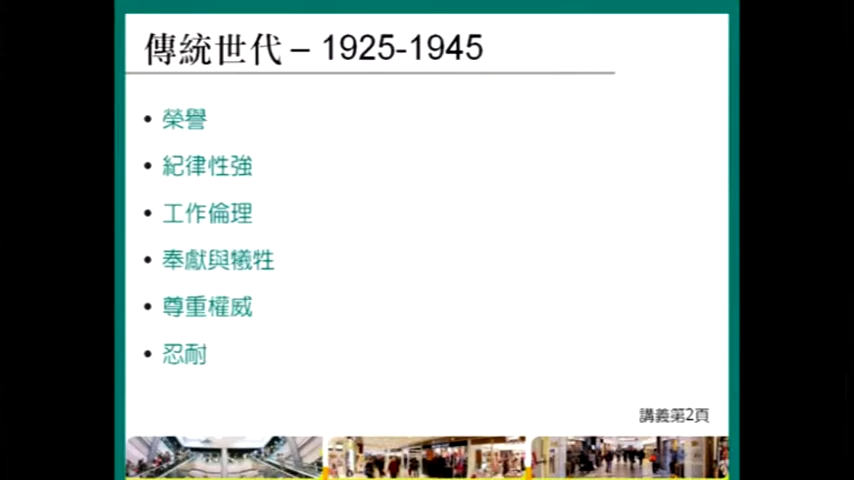 傳統世代 – 1925-1945
• 榮譽
• 紀律性強
• 工作倫理
• 奉獻與犧牲
• 尊重權威
• 忍耐
講義第2頁